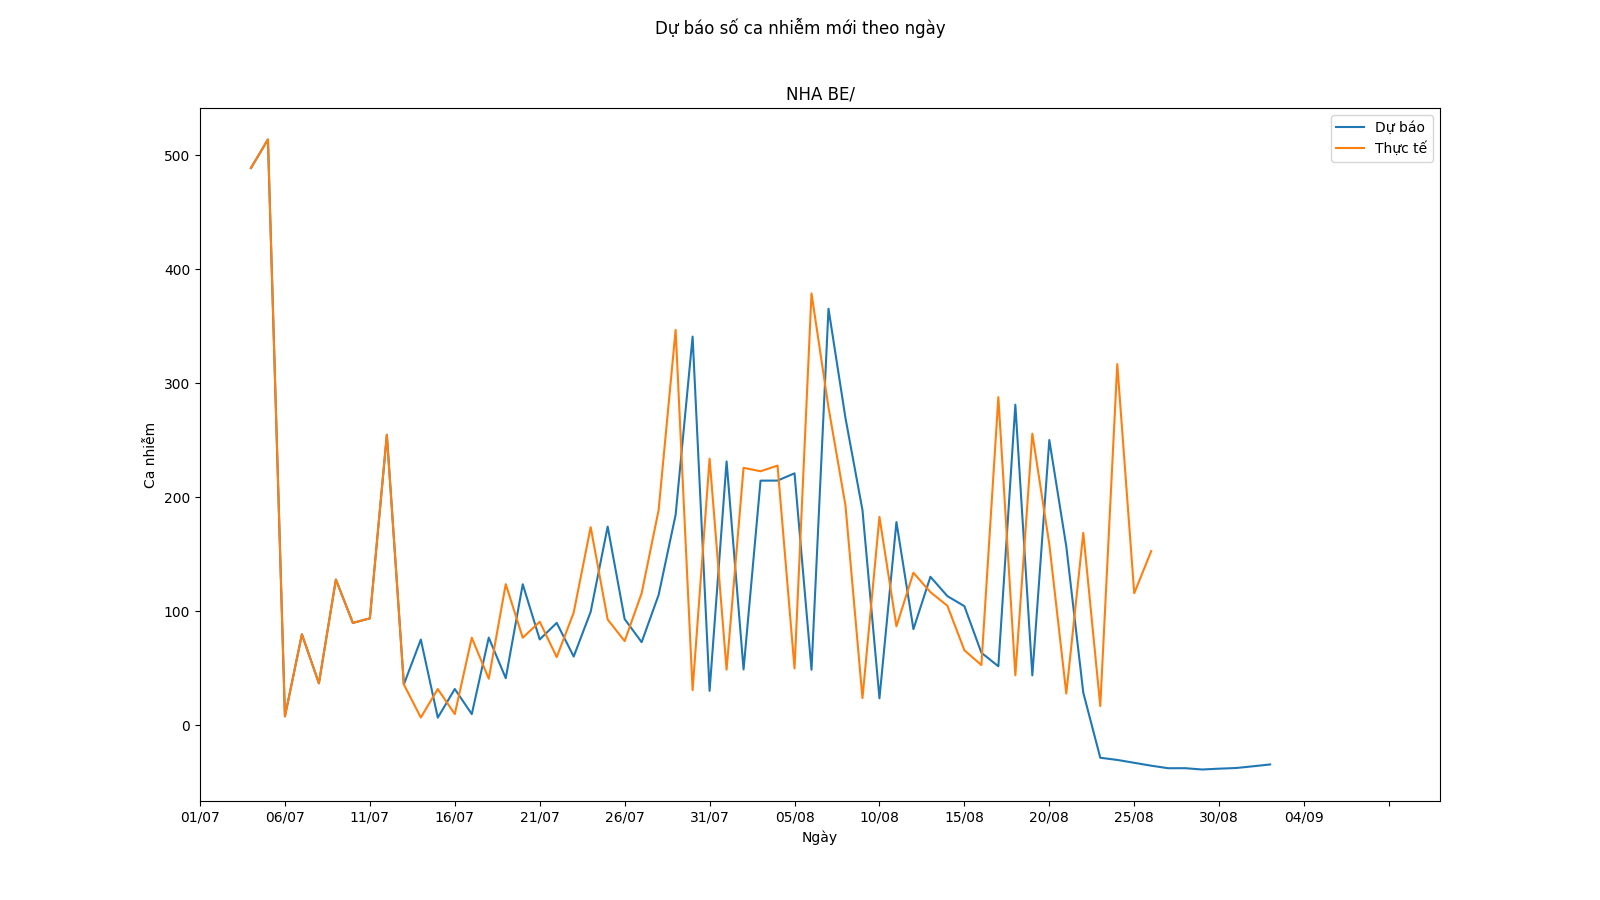 Dự báo số ca nhiễm mới theo ngày
NHA BE/
Dự báo
Thực tế
500
400
300
200
100
0
Ca nhiễm
01/07 06/07 11/07 16/07 21/07 26/07 31/07 05/08 10/08 15/08 20/08 25/08 30/08 04/09
Ngày